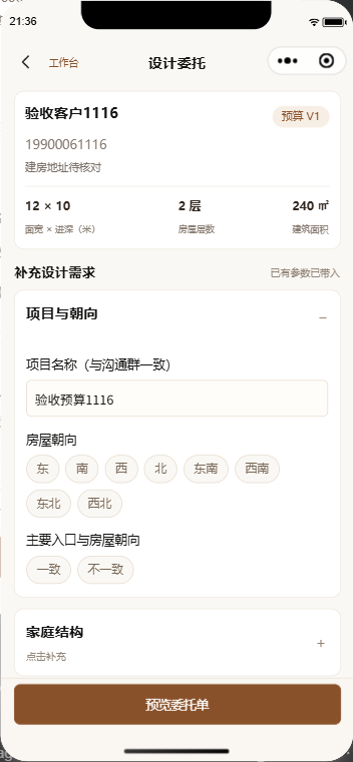 21:36
工作台
设计委托
验收客户1116
预算 V1
19900061116
建房地址待核对
12 × 10
2 层
240 ㎡
面宽 × 进深（米）
房屋层数
建筑面积
补充设计需求
已有参数已带入
项目与朝向
−
项目名称（与沟通群一致）
验收预算1116
房屋朝向
东 南 西 北 东南 西南
东北 西北
主要入口与房屋朝向
一致 不一致
家庭结构
+
点击补充
预览委托单